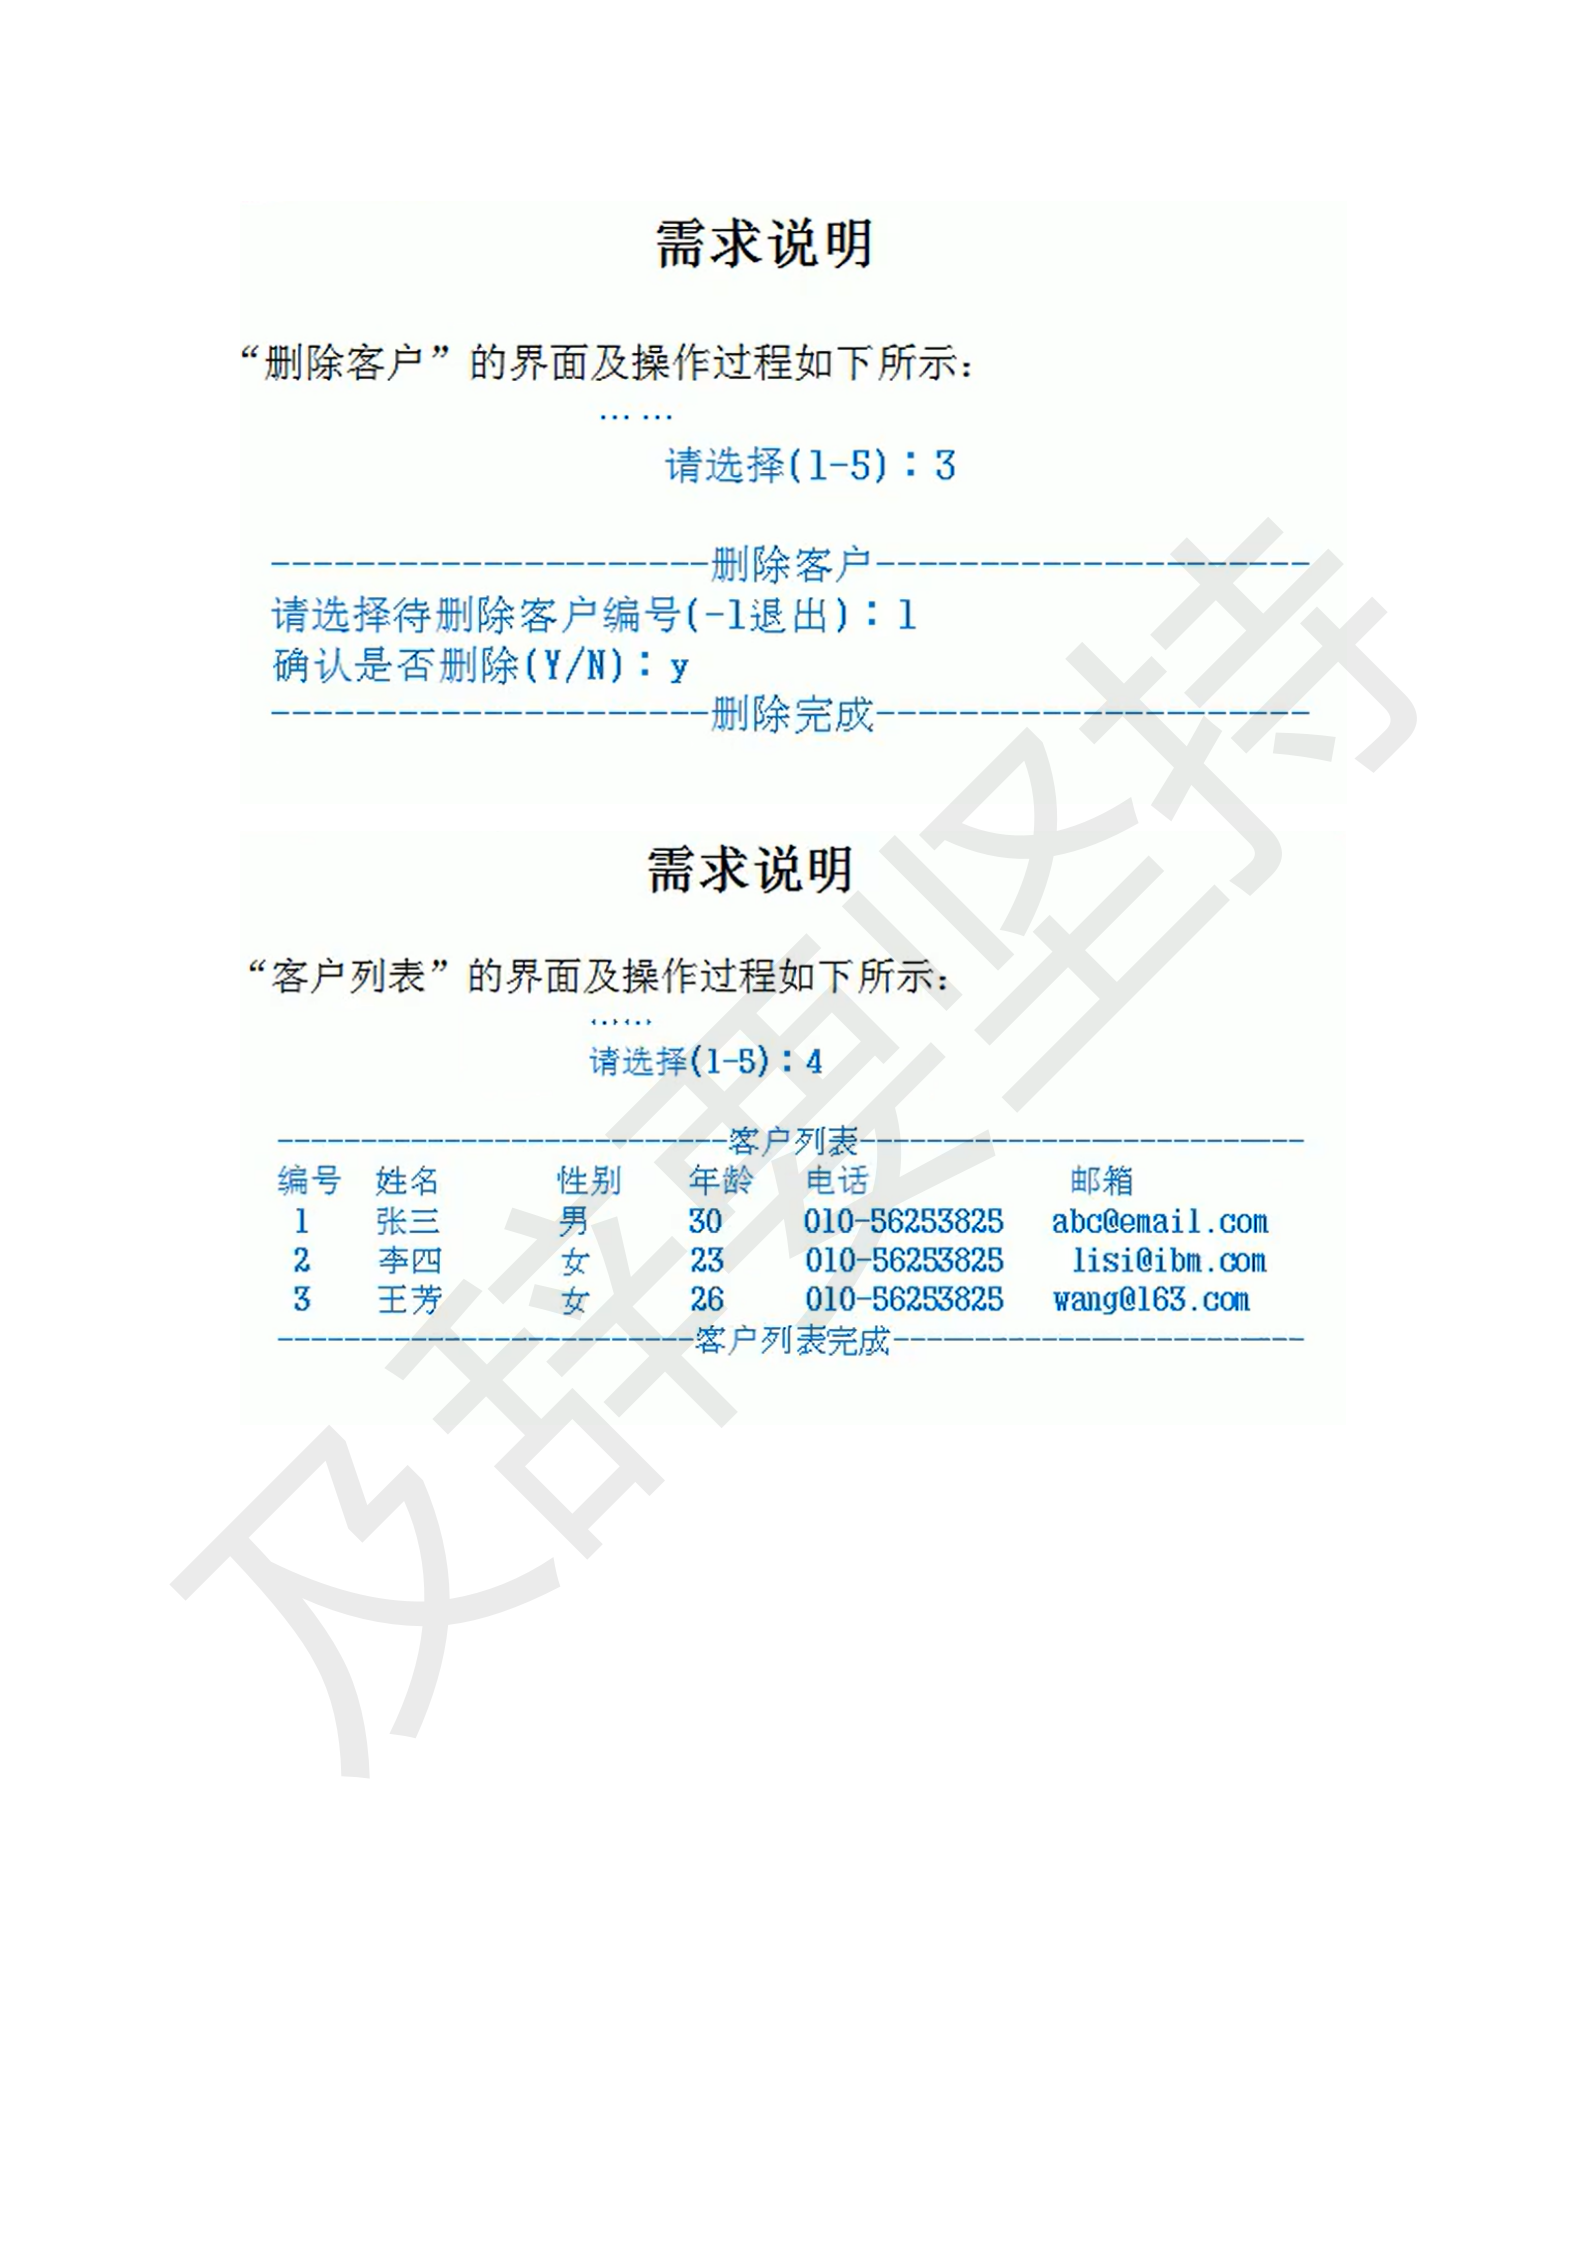 需求说明
“删除客户”的界面及操作过程如下所示：
……
请选择(1-5)：3
---------------------删除客户---------------------
请选择待删除客户编号(-1退出)：1
确认是否删除(Y/N)：y
---------------------删除完成---------------------
需求说明
“客户列表”的界面及操作过程如下所示：
……
请选择(1-5)：4
---------------------------客户列表---------------------------
编号 姓名 性别 年龄 电话 邮箱
1 张三 男 30 010-56253825 abc@email.com
2 李四 女 23 010-56253825 lisi@ibm.com
3 王芳 女 26 010-56253825 wang@163.com
-------------------------客户列表完成-------------------------
及辞要坚持